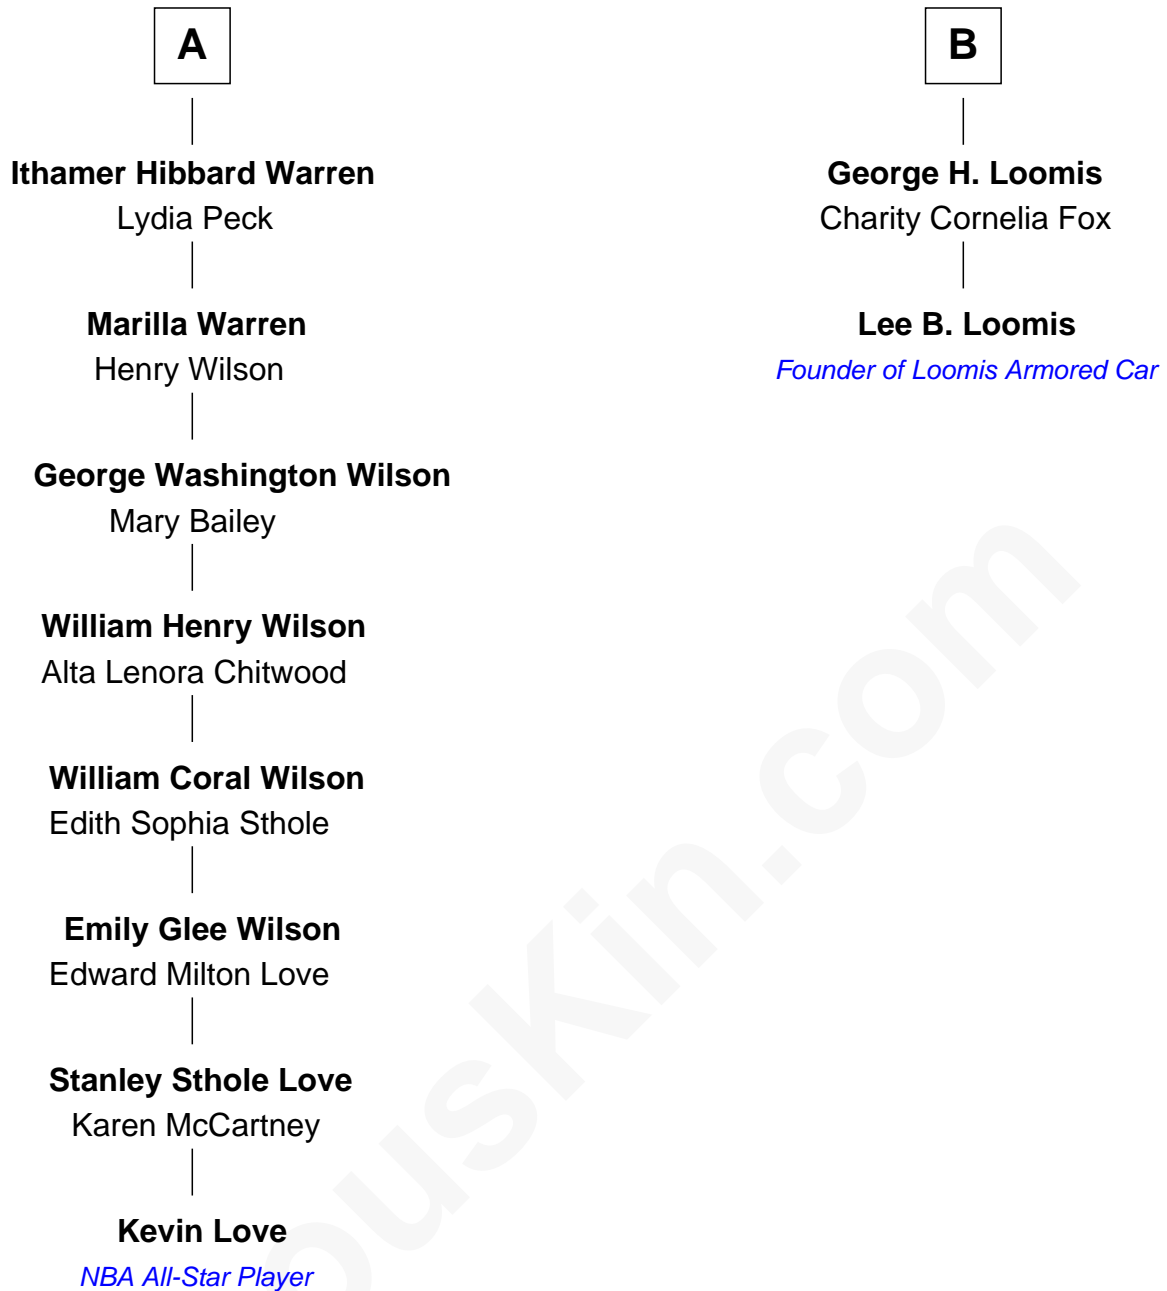 A
Ithamer Hibbard Warren
Lydia Peck
Marilla Warren
Henry Wilson
George Washington Wilson
Mary Bailey
William Henry Wilson
Alta Lenora Chitwood
William Coral Wilson
Edith Sophia Sthole
Emily Glee Wilson
Edward Milton Love
Stanley Sthole Love
Karen McCartney
Kevin Love
NBA All-Star Player
B
George H. Loomis
Charity Cornelia Fox
Lee B. Loomis
Founder of Loomis Armored Car
ousKin.com